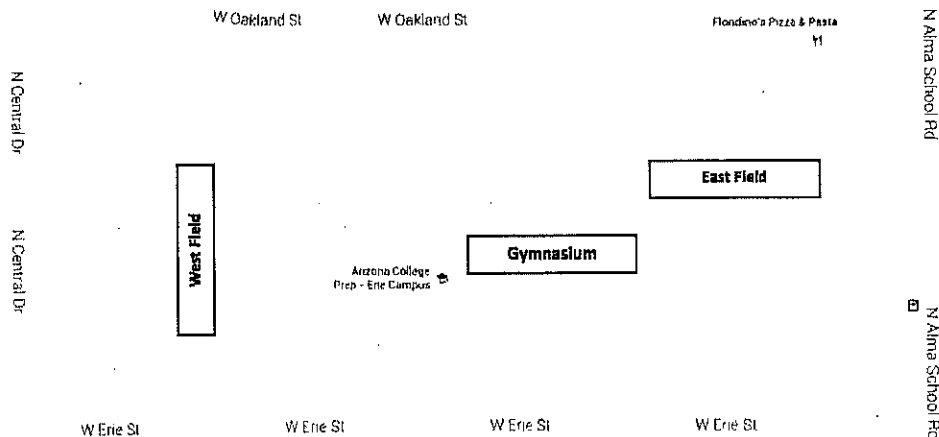 W Oakland St
W Oakland St
Flondino's Pizza & Pasta
N Alma School Rd
N Central Dr
East Field
West Field
N Central Dr
Gymnasium
Arizona College
Prep - Erie Campus
N Alma School Rd
W Erie St
W Erie St
W Erie St
W Erie St